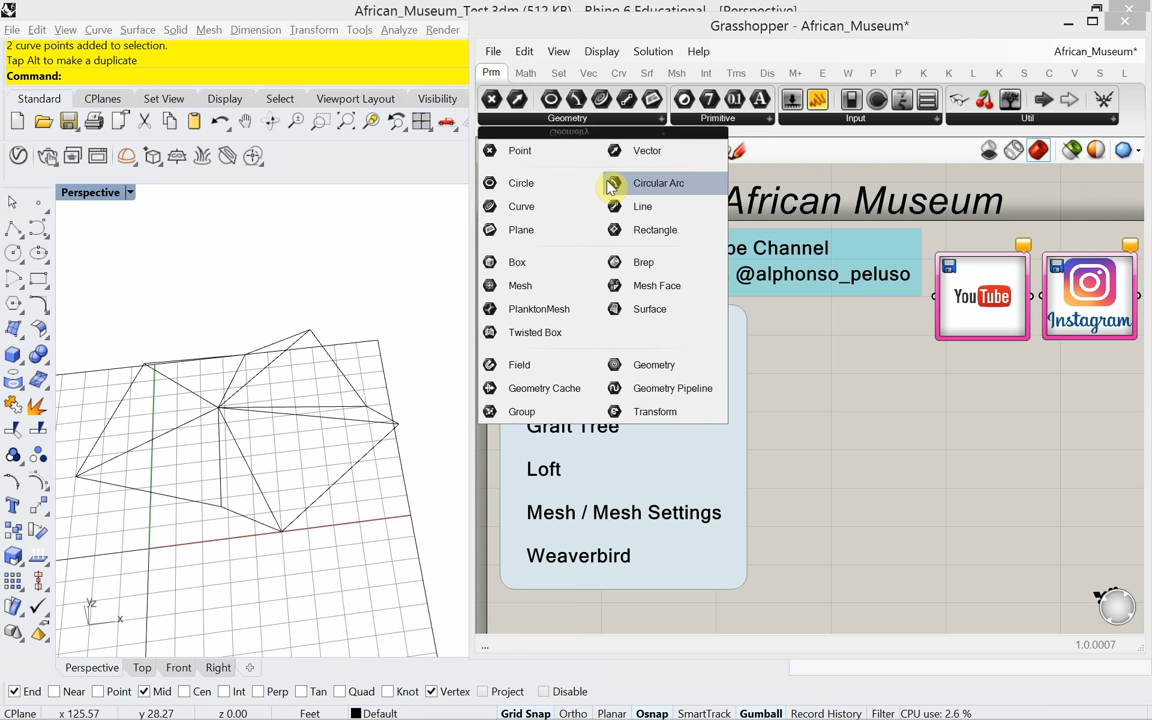 African_Museum_Test.3dm (512 KB) - Rhino 6 Educational - [Perspective]
File Edit View Curve Surface Solid Mesh Dimension Transform Tools Analyze Render
2 curve points added to selection.
Tap Alt to make a duplicate
Command:
Standard CPlanes Set View Display Select Viewport Layout Visibility
Perspective
z
x
Perspective Top Front Right
End Near Point Mid Cen Int Perp Tan Quad Knot Vertex Project Disable
CPlane x 125.57 y 28.27 z 0.00 Feet Default Grid Snap Ortho Planar Osnap SmartTrack Gumball Record History Filter CPU use: 2.6 %
Grasshopper - African_Museum*
File Edit View Display Solution Help African_Museum*
Prm Math Set Vec Crv Srf Msh Int Trns Dis M+ E W P P K K L K S C V S L
Geometry Primitive Input Util
Geometry
Point Vector
Circle Circular Arc
Curve Line
Plane Rectangle
Box Brep
Mesh Mesh Face
PlanktonMesh Surface
Twisted Box
Field Geometry
Geometry Cache Geometry Pipeline
Group Transform
African Museum
be Channel
@alphonso_peluso
YouTube
Instagram
Graft Tree
Loft
Mesh / Mesh Settings
Weaverbird
... 1.0.0007